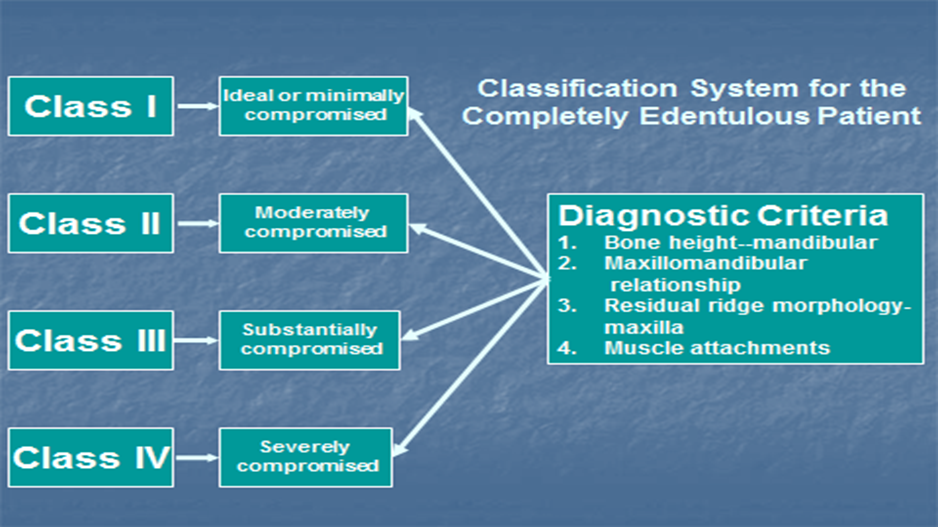 Classification System for the
Completely Edentulous Patient
Class I
Ideal or minimally
compromised
Class II
Moderately
compromised
Class III
Substantially
compromised
Class IV
Severely
compromised
Diagnostic Criteria
1. Bone height--mandibular
2. Maxillomandibular
relationship
3. Residual ridge morphology-
maxilla
4. Muscle attachments